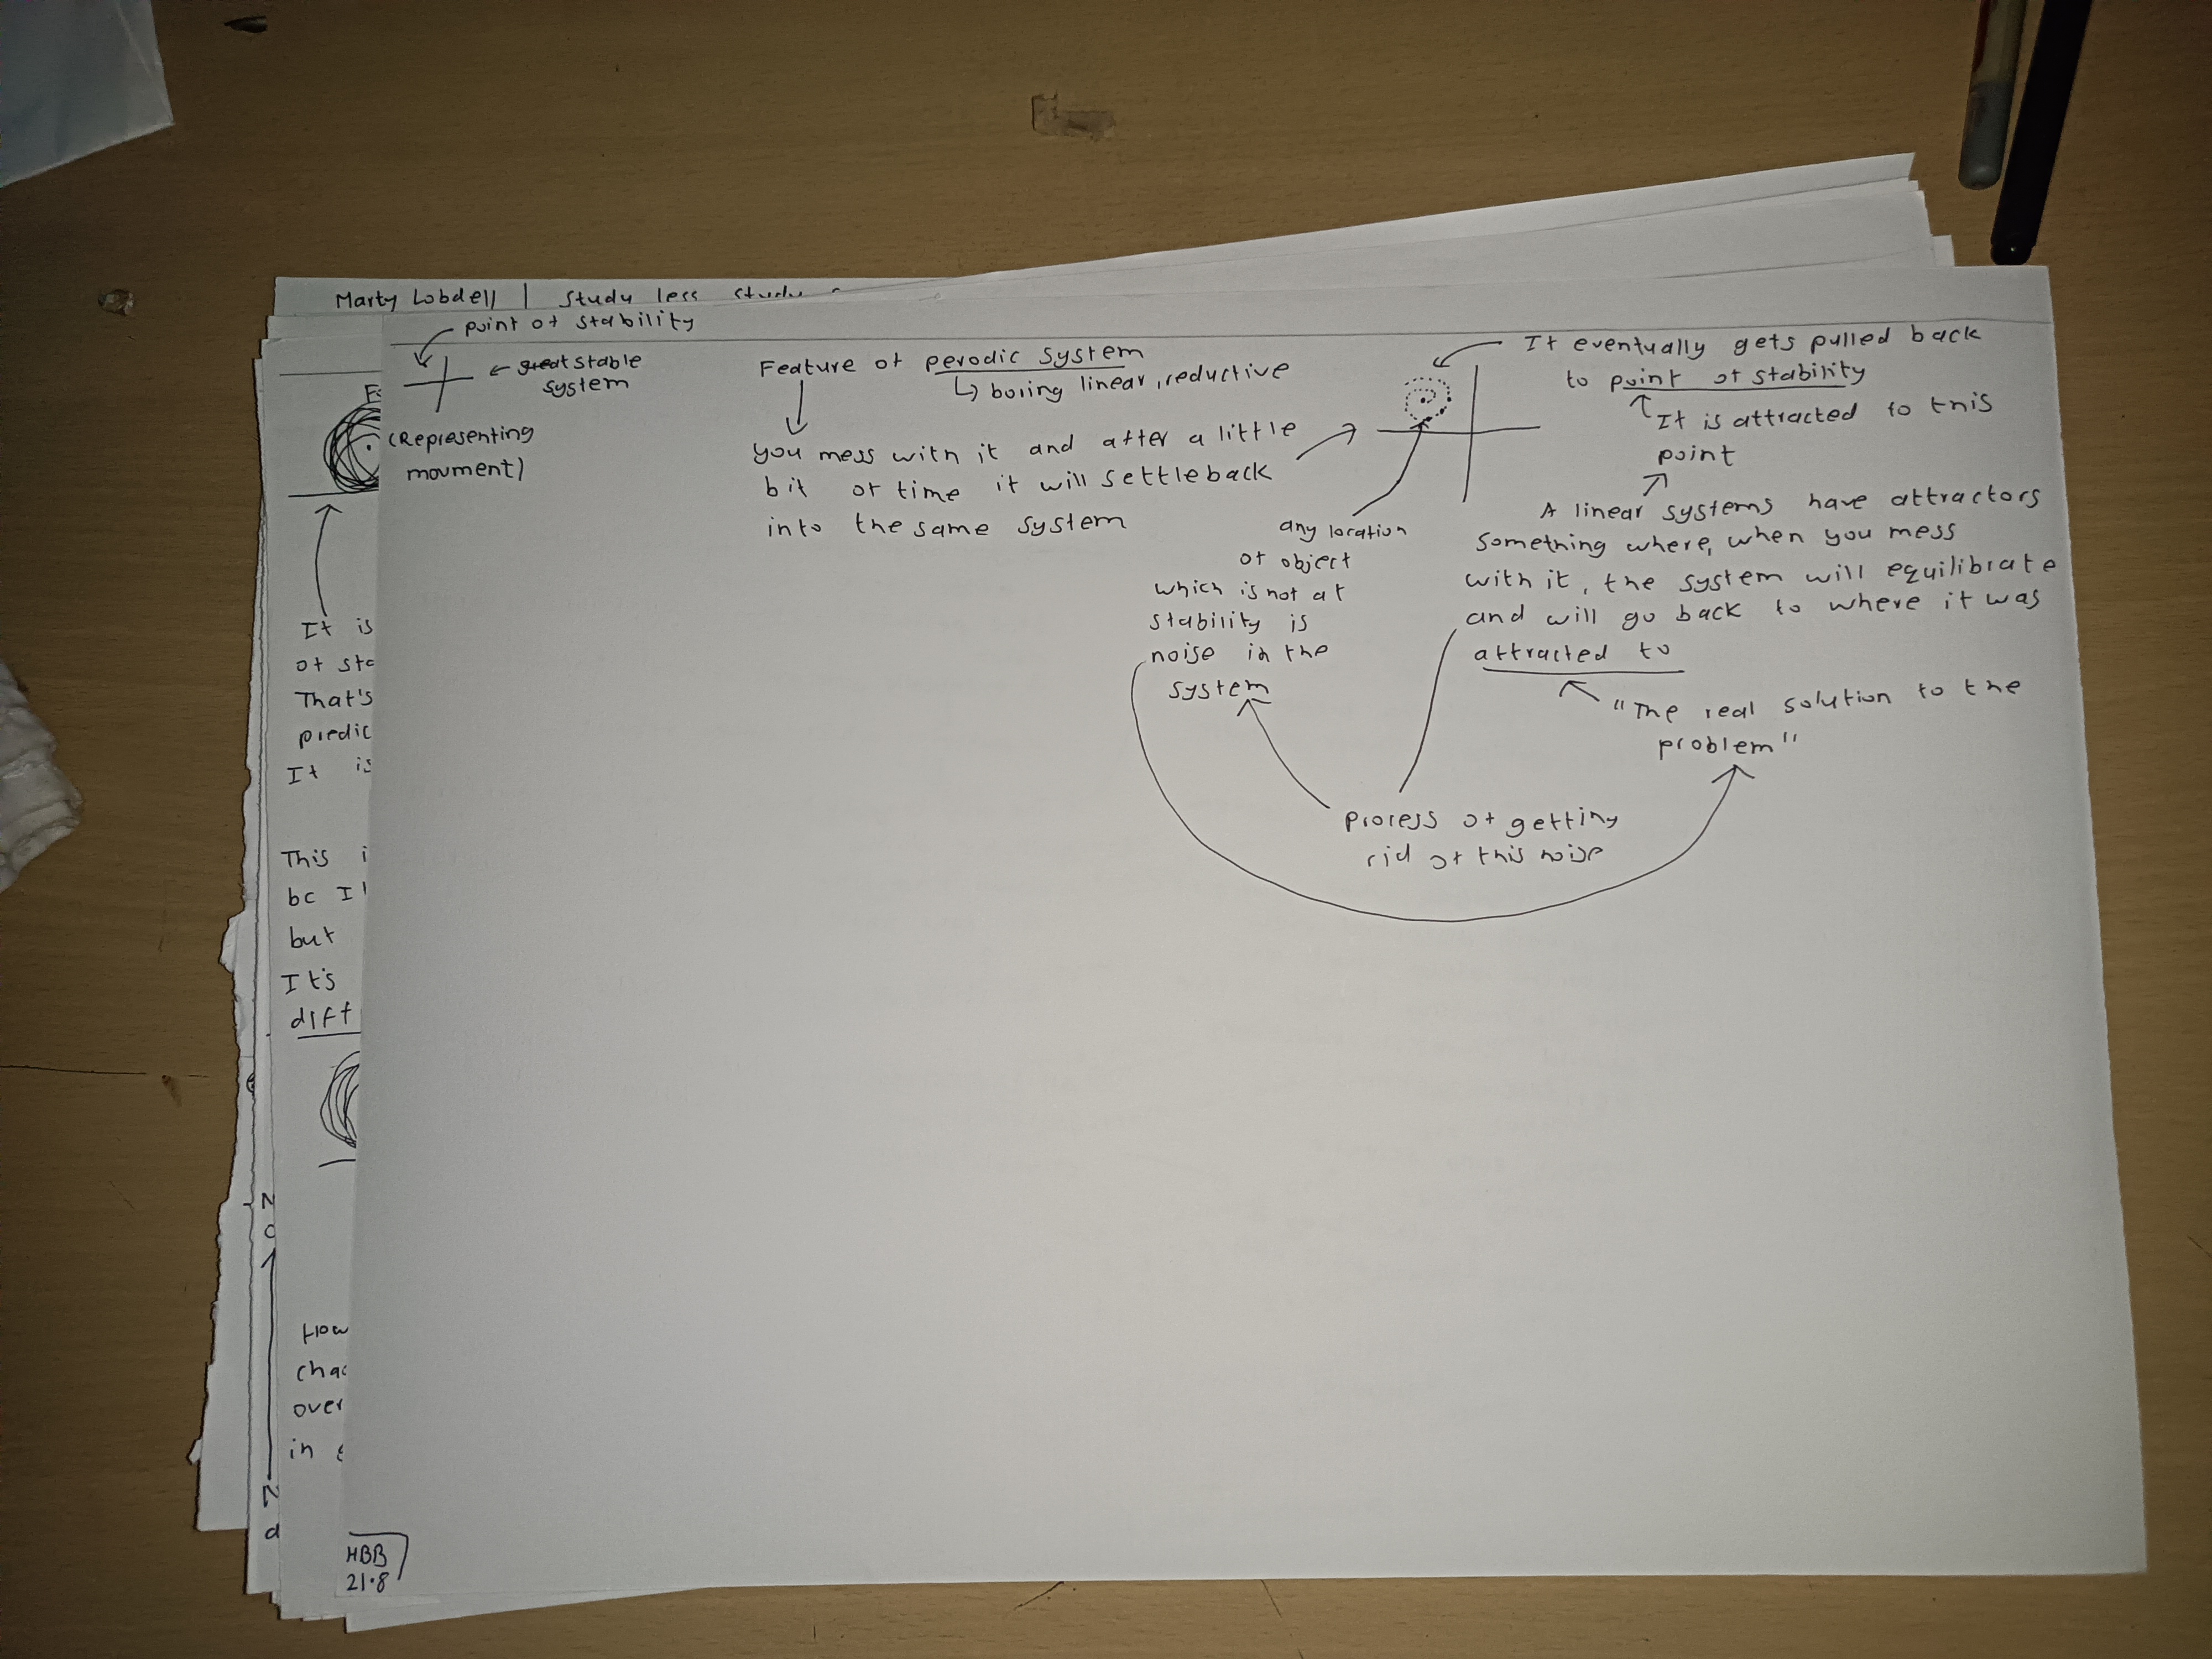 Marty Lobdell | Study less study
point of stability
great stable
system
(Representing
moument)
Feature of perodic system
↳ boring linear, reductive
you mess with it and after a little
bit of time it will settle back
into the same system
It eventually gets pulled back
to point of stability
It is attracted to this
point
A linear systems have attractors
something where, when you mess
with it, the system will equilibrate
and will go back to where it was
attracted to
"The real solution to the
problem"
any location
of object
which is not at
stability is
noise in the
system
process of getting
rid of this noise
It is
of sta
That's
predic
It is
This i
bc I
but
It's
diff
How
chac
over
in
HBB
21.8